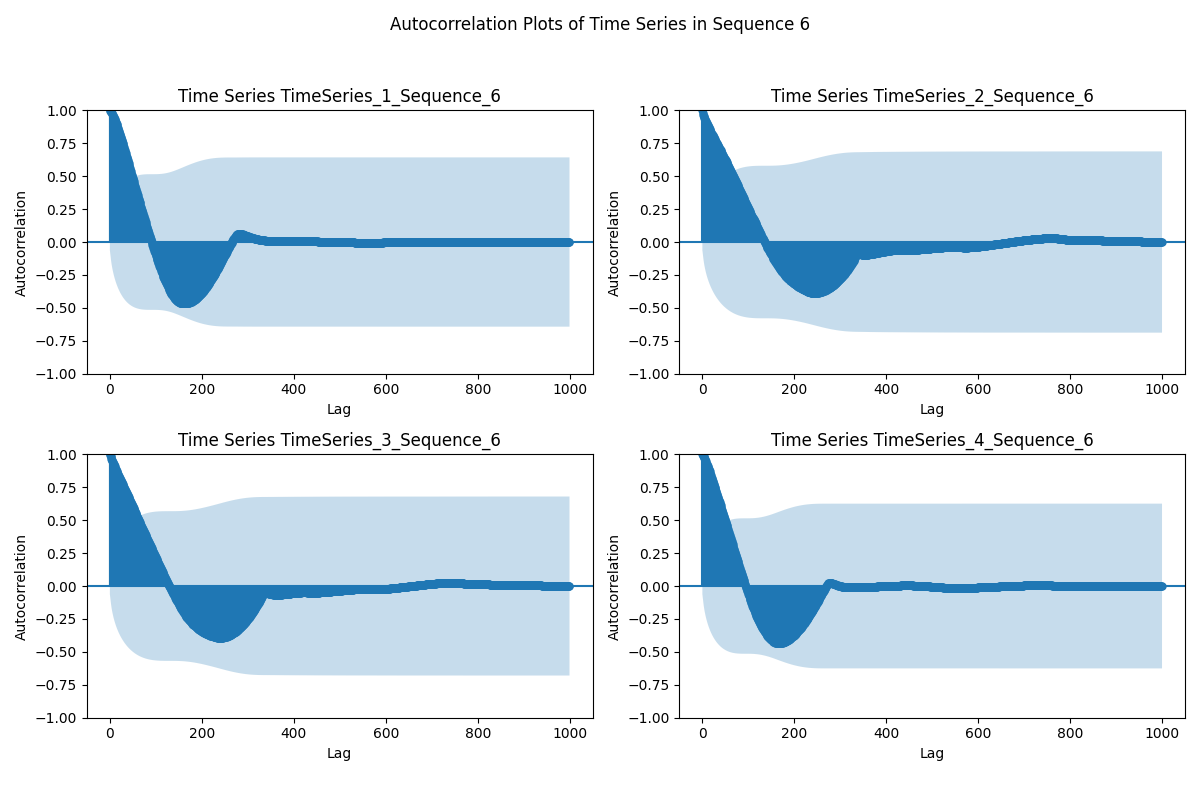 Autocorrelation Plots of Time Series in Sequence 6
Time Series TimeSeries_1_Sequence_6
1.00
0.75
0.50
0.25
0.00
−0.25
−0.50
−0.75
−1.00
Autocorrelation
0 200 400 600 800 1000
Lag
Time Series TimeSeries_2_Sequence_6
1.00
0.75
0.50
0.25
0.00
−0.25
−0.50
−0.75
−1.00
Autocorrelation
0 200 400 600 800 1000
Lag
Time Series TimeSeries_3_Sequence_6
1.00
0.75
0.50
0.25
0.00
−0.25
−0.50
−0.75
−1.00
Autocorrelation
0 200 400 600 800 1000
Lag
Time Series TimeSeries_4_Sequence_6
1.00
0.75
0.50
0.25
0.00
−0.25
−0.50
−0.75
−1.00
Autocorrelation
0 200 400 600 800 1000
Lag